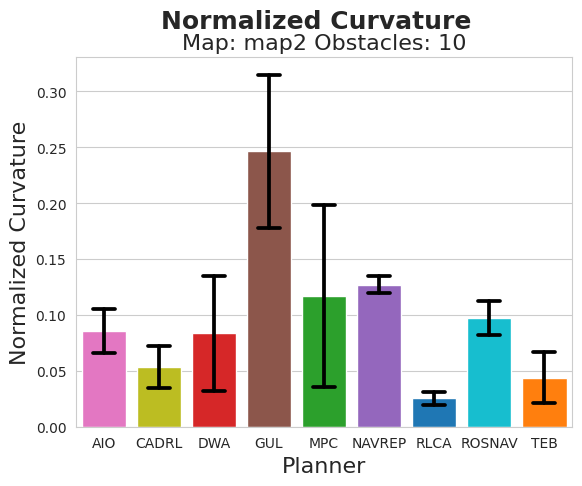 Normalized Curvature
Map: map2 Obstacles: 10
Normalized Curvature
0.30
0.25
0.20
0.15
0.10
0.05
0.00
AIO CADRL DWA GUL MPC NAVREP RLCA ROSNAV TEB
Planner